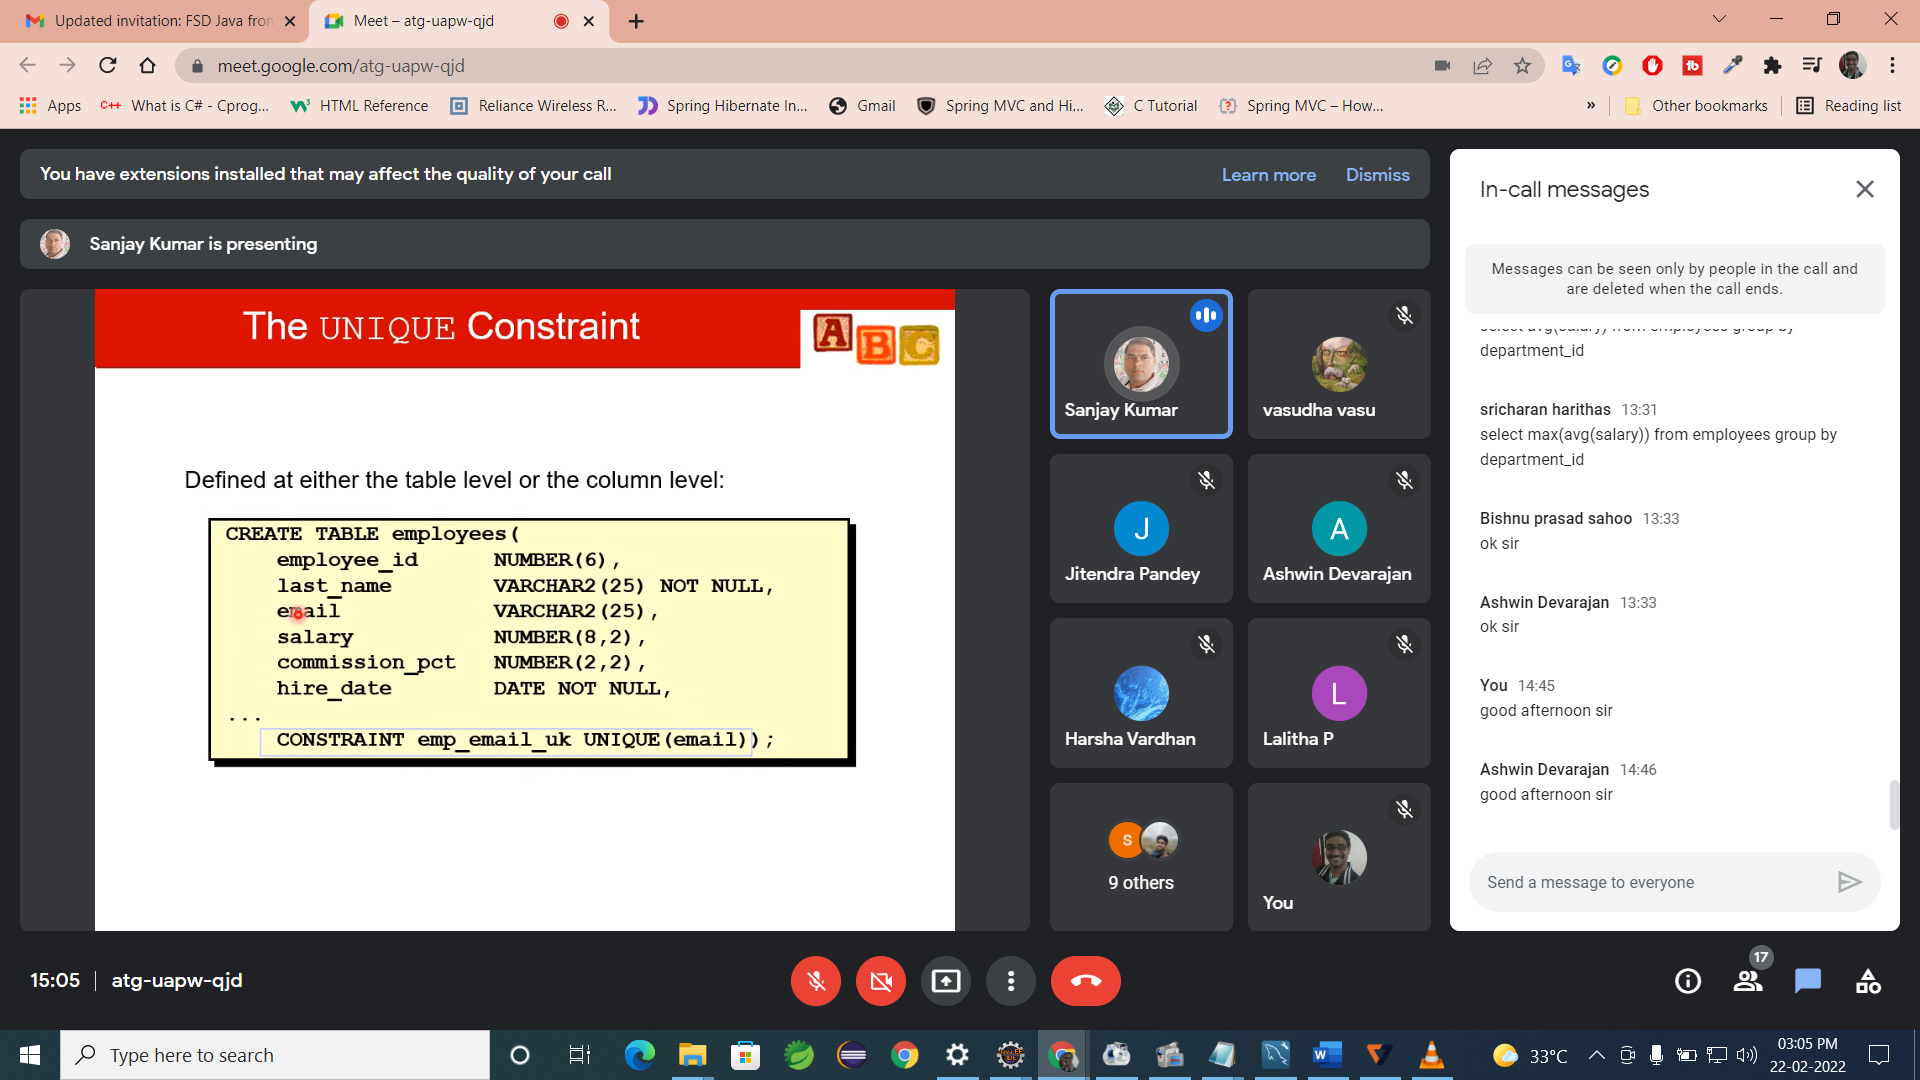 Updated invitation: FSD Java fron
Meet – atg-uapw-qjd
meet.google.com/atg-uapw-qjd
Apps
C++ What is C# - Cprog...
HTML Reference
Reliance Wireless R...
Spring Hibernate In...
Gmail
Spring MVC and Hi...
C Tutorial
Spring MVC – How...
»
Other bookmarks
Reading list
You have extensions installed that may affect the quality of your call
Learn more
Dismiss
Sanjay Kumar is presenting
The UNIQUE Constraint
A B C
Defined at either the table level or the column level:
CREATE TABLE employees(
employee_id NUMBER(6),
last_name VARCHAR2(25) NOT NULL,
email VARCHAR2(25),
salary NUMBER(8,2),
commission_pct NUMBER(2,2),
hire_date DATE NOT NULL,
...
CONSTRAINT emp_email_uk UNIQUE(email));
Sanjay Kumar
vasudha vasu
J
Jitendra Pandey
A
Ashwin Devarajan
Harsha Vardhan
L
Lalitha P
S
9 others
You
In-call messages
Messages can be seen only by people in the call and
are deleted when the call ends.
select avg(salary) from employees group by
department_id
sricharan harithas 13:31
select max(avg(salary)) from employees group by
department_id
Bishnu prasad sahoo 13:33
ok sir
Ashwin Devarajan 13:33
ok sir
You 14:45
good afternoon sir
Ashwin Devarajan 14:46
good afternoon sir
Send a message to everyone
15:05 | atg-uapw-qjd
17
Type here to search
33°C
03:05 PM
22-02-2022